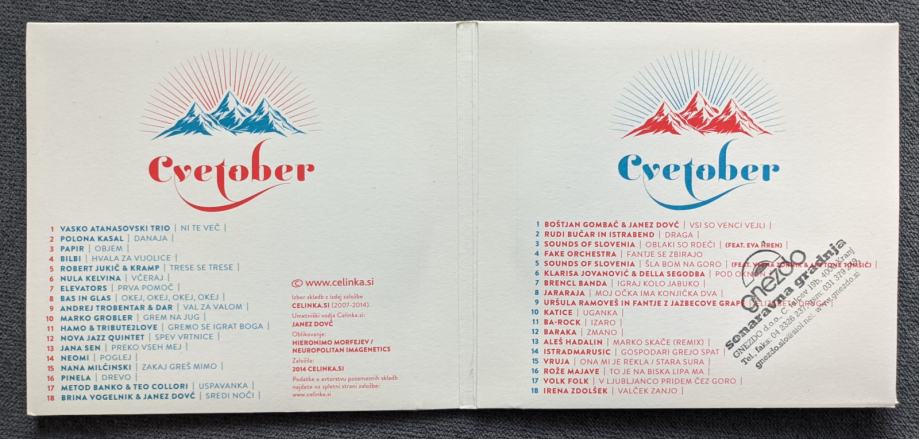 Cvetober
1 VASKO ATANASOVSKI TRIO | NI TE VEČ |
2 POLONA KASAL | DANAJA |
3 PAPIR | OBJEM |
4 BILBI | HVALA ZA VIJOLICE |
5 ROBERT JUKIČ & KRAMP | TRESE SE TRESE |
6 NULA KELVINA | VČERAJ |
7 ELEVATORS | PRVA POMOČ |
8 BAS IN GLAS | OKEJ, OKEJ, OKEJ, OKEJ |
9 ANDREJ TROBENTAR & DAR | VAL ZA VALOM |
10 MARKO GROBLER | GREM NA JUG |
11 HAMO & TRIBUTE2LOVE | GREMO SE IGRAT BOGA |
12 NOVA JAZZ QUINTET | SPEV VRTNICE |
13 JANA SEN | PREKO VSEH MEJ |
14 NEOMI | POGLEJ |
15 NANA MILČINSKI | ZAKAJ GREŠ MIMO |
16 PINELA | DREVO |
17 METOD BANKO & TEO COLLORI | USPAVANKA |
18 BRINA VOGELNIK & JANEZ DOVČ | SREDI NOČI |
© www.celinka.si
Izbor skladb z izdaj založbe
CELINKA.SI (2007-2014).
Umetniški vodja Celinka.si:
JANEZ DOVČ
Oblikovanje:
HIERONIMO MORFEJEV /
NEUROPOLITAN IMAGENETICS
Založila:
2014 CELINKA.SI
Podatke o avtorstvu posameznih skladb
najdete na spletni strani založbe:
www.celinka.si
Cvetober
1 BOŠTJAN GOMBAČ & JANEZ DOVČ | VSI SO VENCI VEJLI |
2 RUDI BUČAR IN ISTRABEND | DRAGA |
3 SOUNDS OF SLOVENIA | OBLAKI SO RDEČI | (FEAT. EVA HREN) |
4 FAKE ORCHESTRA | FANTJE SE ZBIRAJO |
5 SOUNDS OF SLOVENIA | ŠLA BOM NA GORO |
6 KLARISA JOVANOVIĆ & DELLA SEGODBA | POD OKNOM |
7 BRENCL BANDA | IGRAJ KOLO JABUKO |
8 JARARAJA | MOJ OČKA IMA KONJIČKA DVA |
9 URŠULA RAMOVEŠ IN FANTJE Z JAZBECOVE GRAPE | ELIZABETA DRUGA |
10 KATICE | UGANKA |
11 BA-ROCK | IZARO |
12 BARAKA | ZMANO |
13 ALEŠ HADALIN | MARKO SKAČE (REMIX) |
14 ISTRADMARUSIC | GOSPODARI GREJO SPAT |
15 VRUJA | ONA MI JE REKLA / STARA SURA |
16 ROŽE MAJAVE | TO JE NA BISKA LIPA MA |
17 VOLK FOLK | V LJUBLJANCO PRIDEM ČEZ GORO |
18 IRENA ZDOLŠEK | VALČEK ZANJO |
gnezdo
sonaravna gradnja
GNEZDO d.o.o.